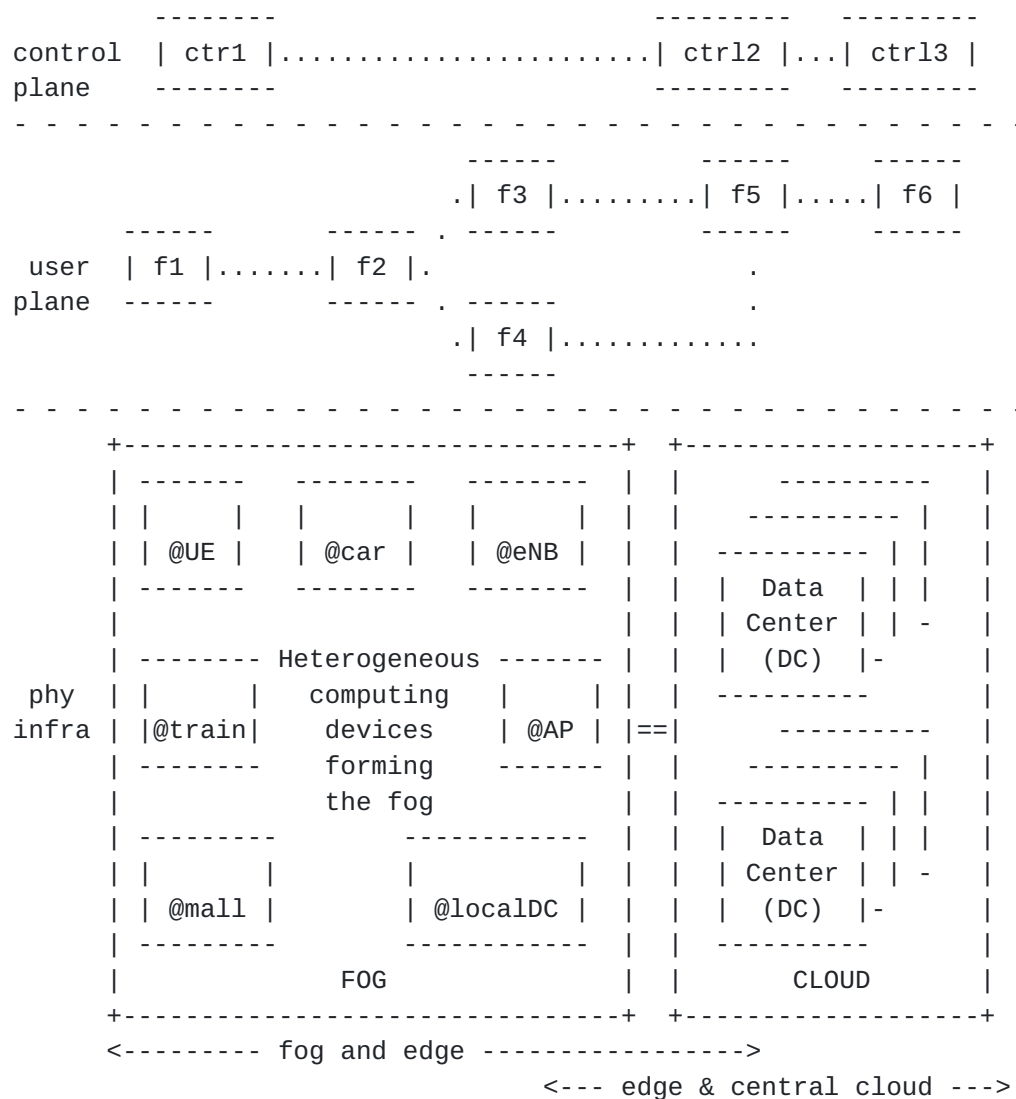 --------                        ---------   ---------
control  | ctr1 |........................| ctrl2 |...| ctrl3 |
plane    --------                        ---------   ---------
- - - - - - - - - - - - - - - - - - - - - - - - - - - - - - - - -
                             ------         ------     ------
                            .| f3 |.........| f5 |.....| f6 |
       ------       ------ . ------         ------     ------
 user  | f1 |.......| f2 |.                    .
plane  ------       ------ . ------            .
                            .| f4 |.............
                             ------
- - - - - - - - - - - - - - - - - - - - - - - - - - - - - - - - -
      +--------------------------------+  +-------------------+
      | -------   --------   --------  |  |      ----------   |
      | |     |   |      |   |      |  |  |    ---------- |   |
      | | @UE |   | @car |   | @eNB |  |  |  ---------- | |   |
      | -------   --------   --------  |  |  |  Data  | | |   |
      |                                |  |  | Center | | -   |
      | -------- Heterogeneous ------- |  |  |  (DC)  |-      |
 phy  | |      |   computing   |     | |  |  ----------       |
infra | |@train|    devices    | @AP | |==|      ----------   |
      | --------    forming    ------- |  |    ---------- |   |
      |             the fog            |  |  ---------- | |   |
      | ---------        ------------  |  |  |  Data  | | |   |
      | |       |        |          |  |  |  | Center | | -   |
      | | @mall |        | @localDC |  |  |  |  (DC)  |-      |
      | ---------        ------------  |  |  ----------       |
      |              FOG               |  |       CLOUD       |
      +--------------------------------+  +-------------------+
      <--------- fog and edge ----------------->
                                  <--- edge & central cloud --->